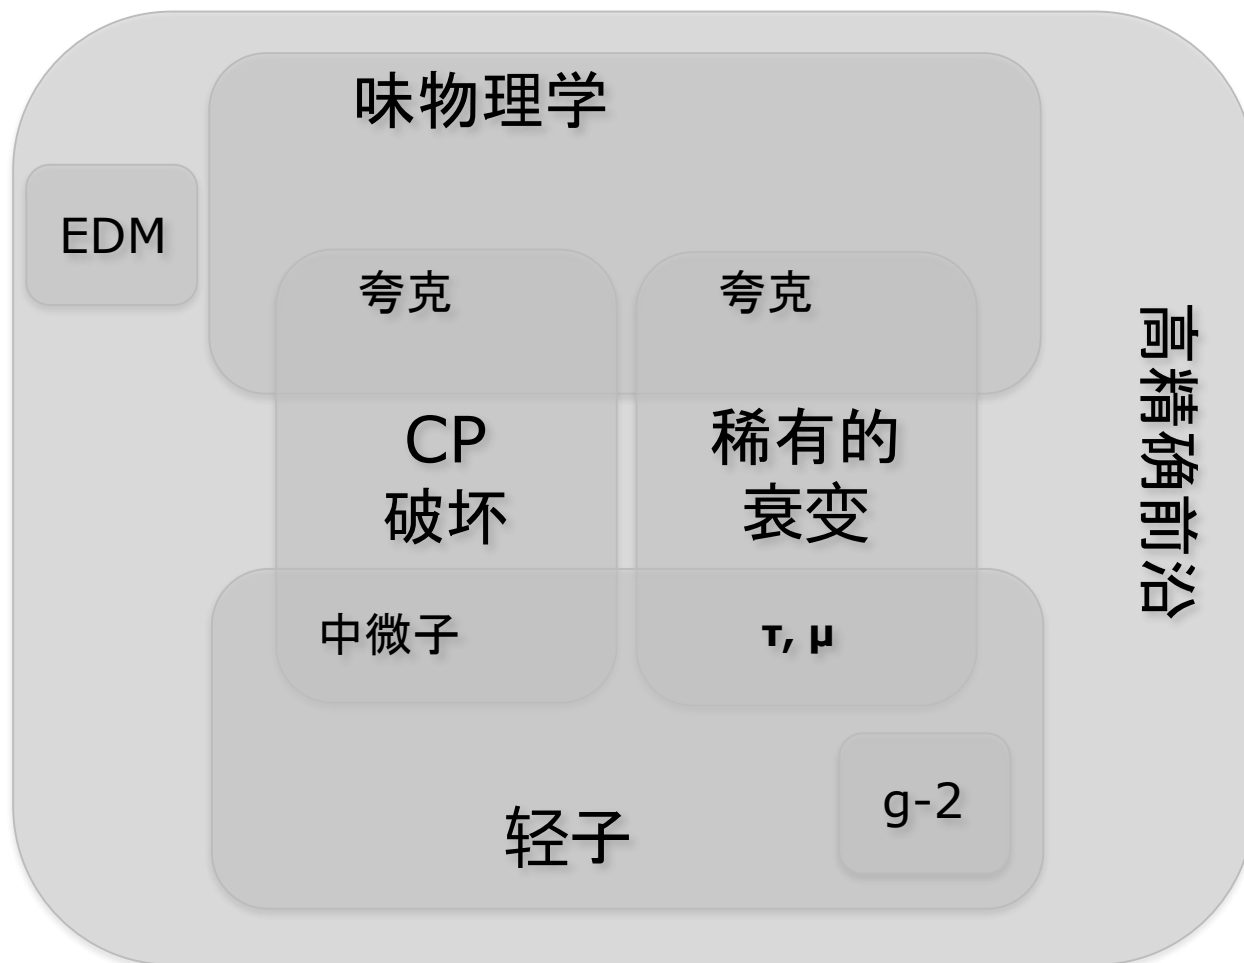 味物理学
EDM
夸克
夸克
CP
破坏
稀有的
衰变
高精确前沿
中微子
τ, μ
g-2
轻子